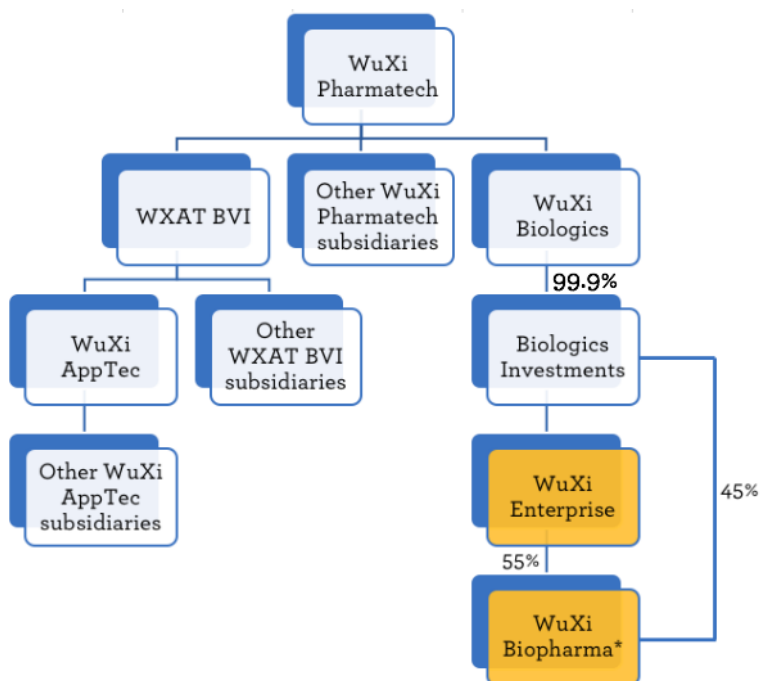 WuXi
Pharmatech
WXAT BVI
Other WuXi
Pharmatech
subsidiaries
WuXi
Biologics
99.9%
WuXi
AppTec
Other
WXAT BVI
subsidiaries
Biologics
Investments
Other WuXi
AppTec
subsidiaries
WuXi
Enterprise
45%
55%
WuXi
Biopharma*